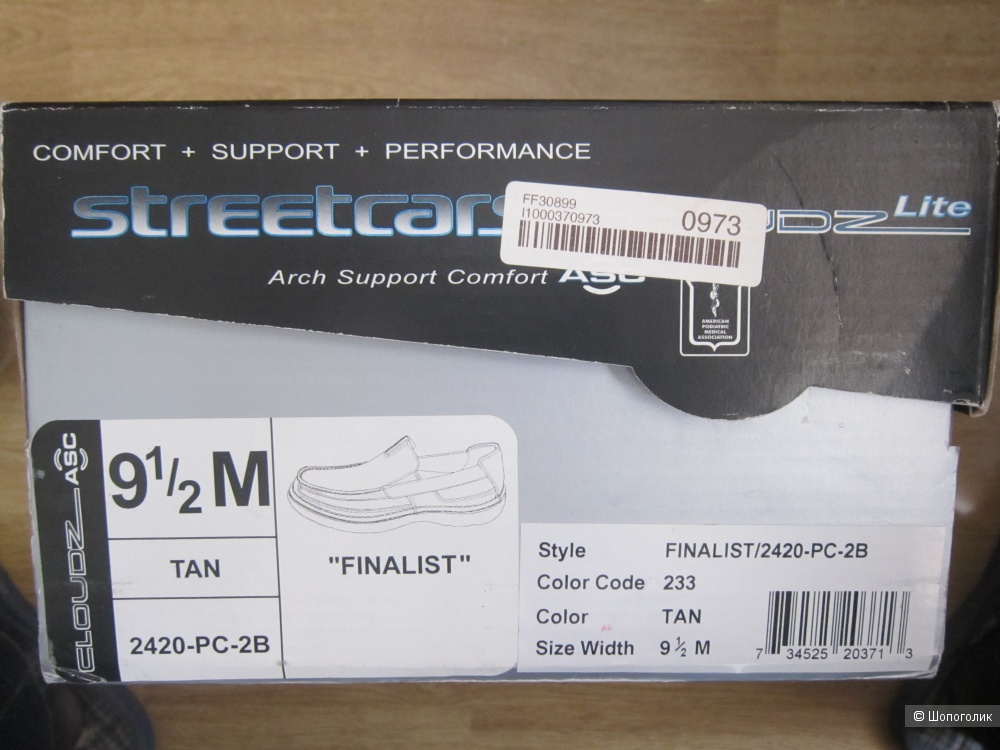 COMFORT + SUPPORT + PERFORMANCE
streetcars
Lite
FF30899
I1000370973
0973
Arch Support Comfort ASC
AMERICAN
PODIATRIC
MEDICAL
ASSOCIATION
CLOUDZ ASC
9 1/2 M
TAN
2420-PC-2B
"FINALIST"
Style FINALIST/2420-PC-2B
Color Code 233
Color TAN
Size Width 9 ½ M
7 34525 20371 3
© Шопоголик